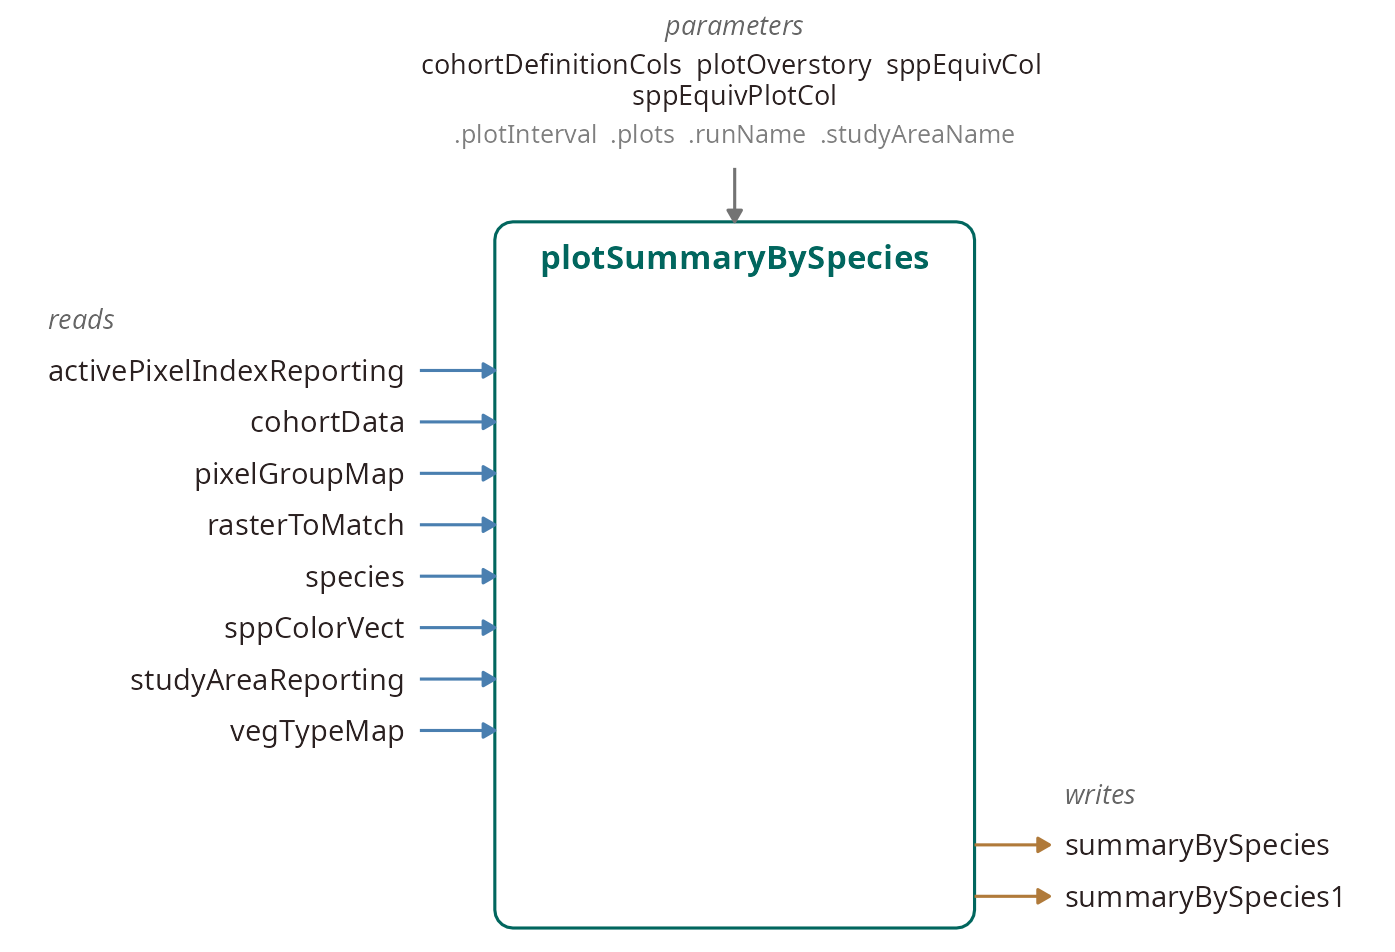 parameters
cohortDefinitionCols plotOverstory sppEquivCol
sppEquivPlotCol
.plotInterval .plots .runName .studyAreaName
plotSummaryBySpecies
reads
activePixelIndexReporting
cohortData
pixelGroupMap
rasterToMatch
species
sppColorVect
studyAreaReporting
vegTypeMap
writes
summaryBySpecies
summaryBySpecies1